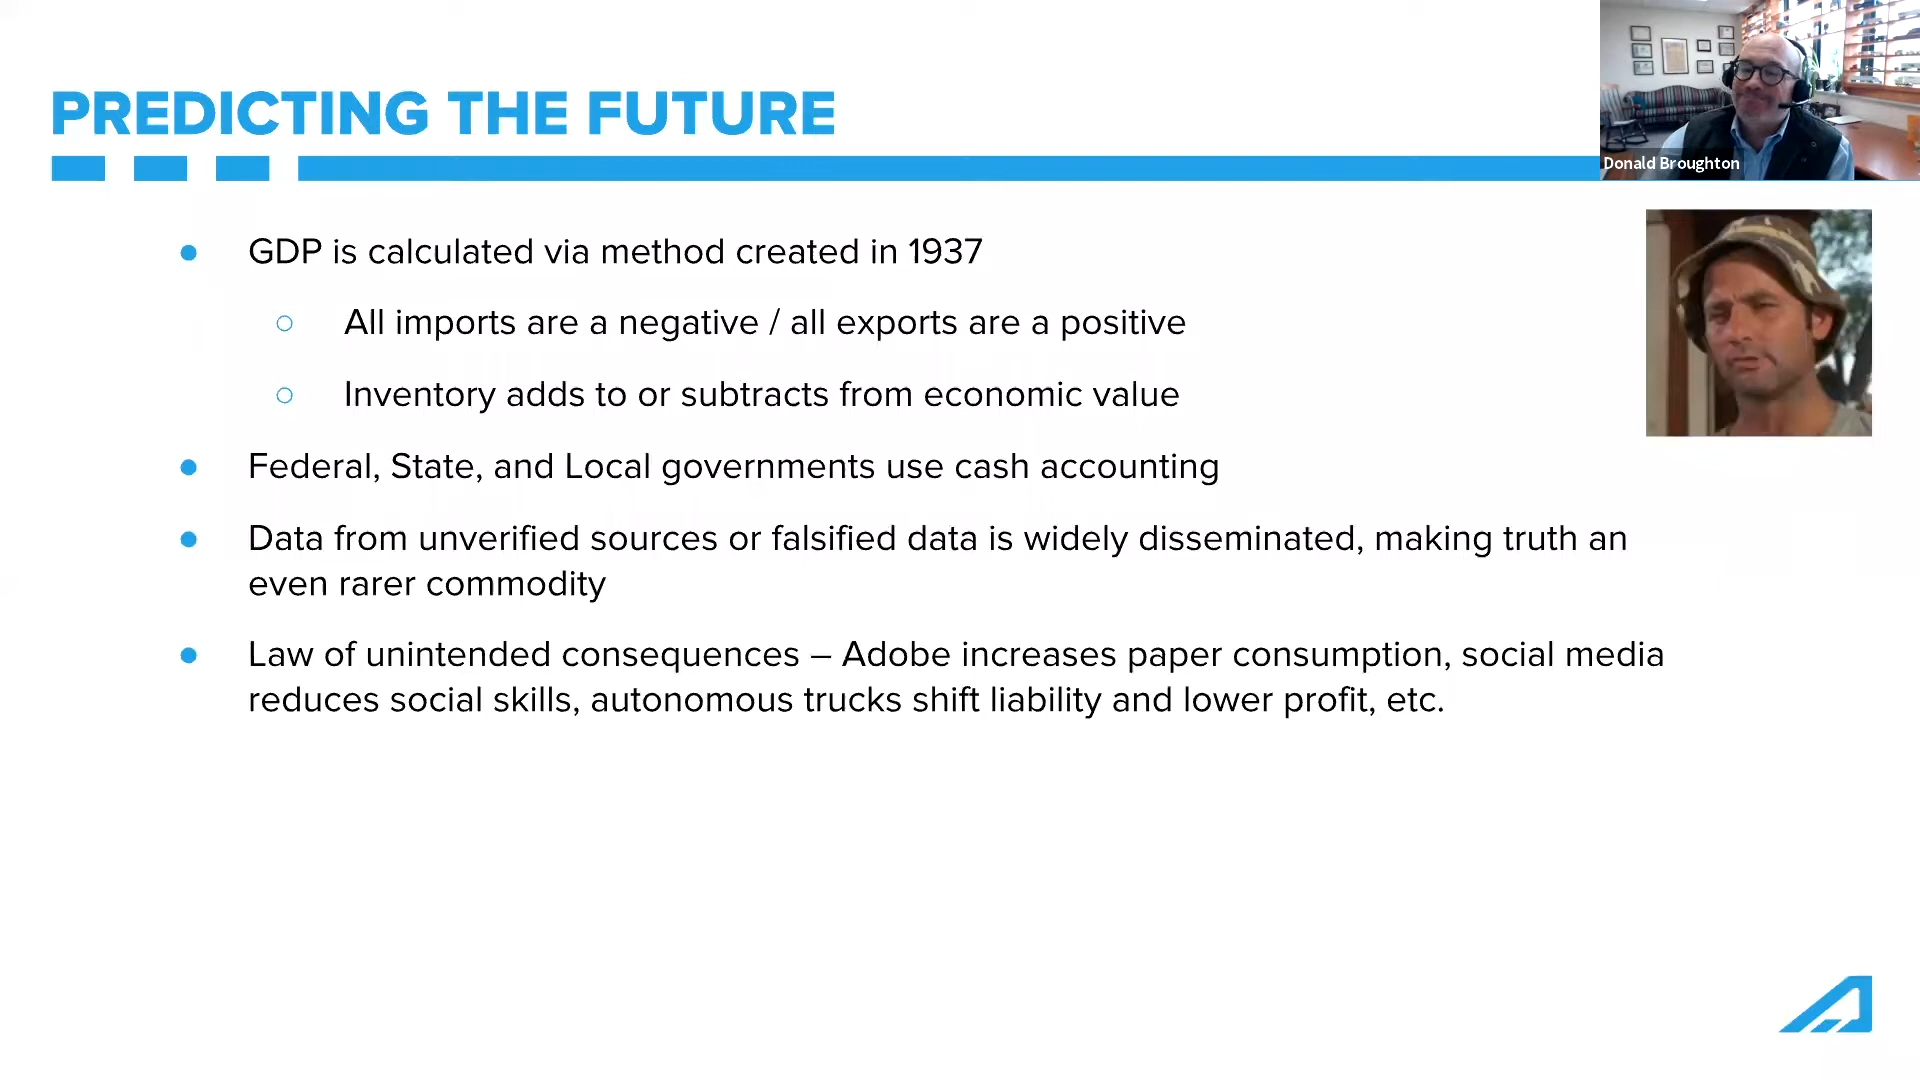 PREDICTING THE FUTURE
Donald Broughton
GDP is calculated via method created in 1937
All imports are a negative / all exports are a positive
Inventory adds to or subtracts from economic value
Federal, State, and Local governments use cash accounting
Data from unverified sources or falsified data is widely disseminated, making truth an
even rarer commodity
Law of unintended consequences – Adobe increases paper consumption, social media
reduces social skills, autonomous trucks shift liability and lower profit, etc.